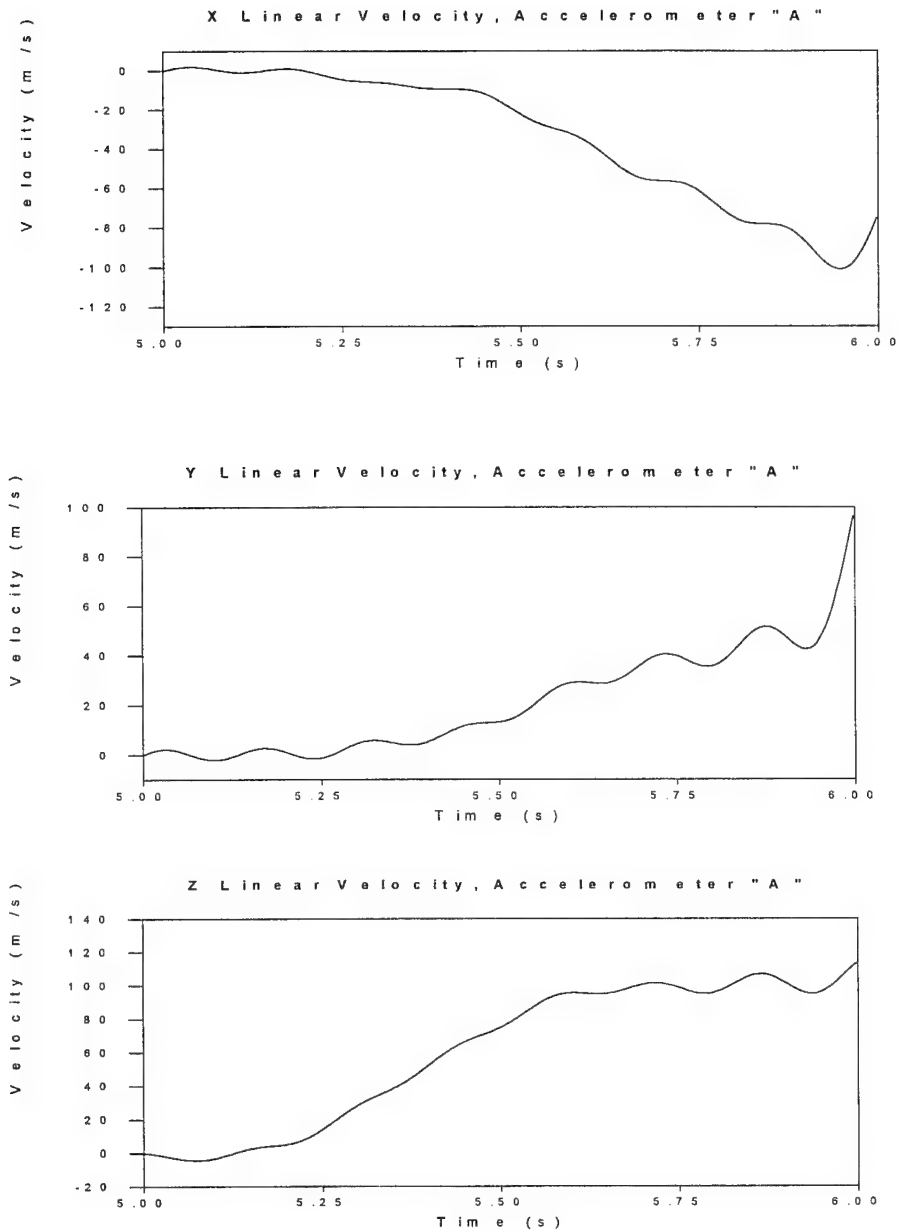 X Linear Velocity, Accelerometer "A"
Velocity (m/s)
0
-20
-40
-60
-80
-100
-120
5.00 5.25 5.50 5.75 6.00
Time (s)
Y Linear Velocity, Accelerometer "A"
Velocity (m/s)
100
80
60
40
20
0
5.00 5.25 5.50 5.75 6.00
Time (s)
Z Linear Velocity, Accelerometer "A"
Velocity (m/s)
140
120
100
80
60
40
20
0
-20
5.00 5.25 5.50 5.75 6.00
Time (s)